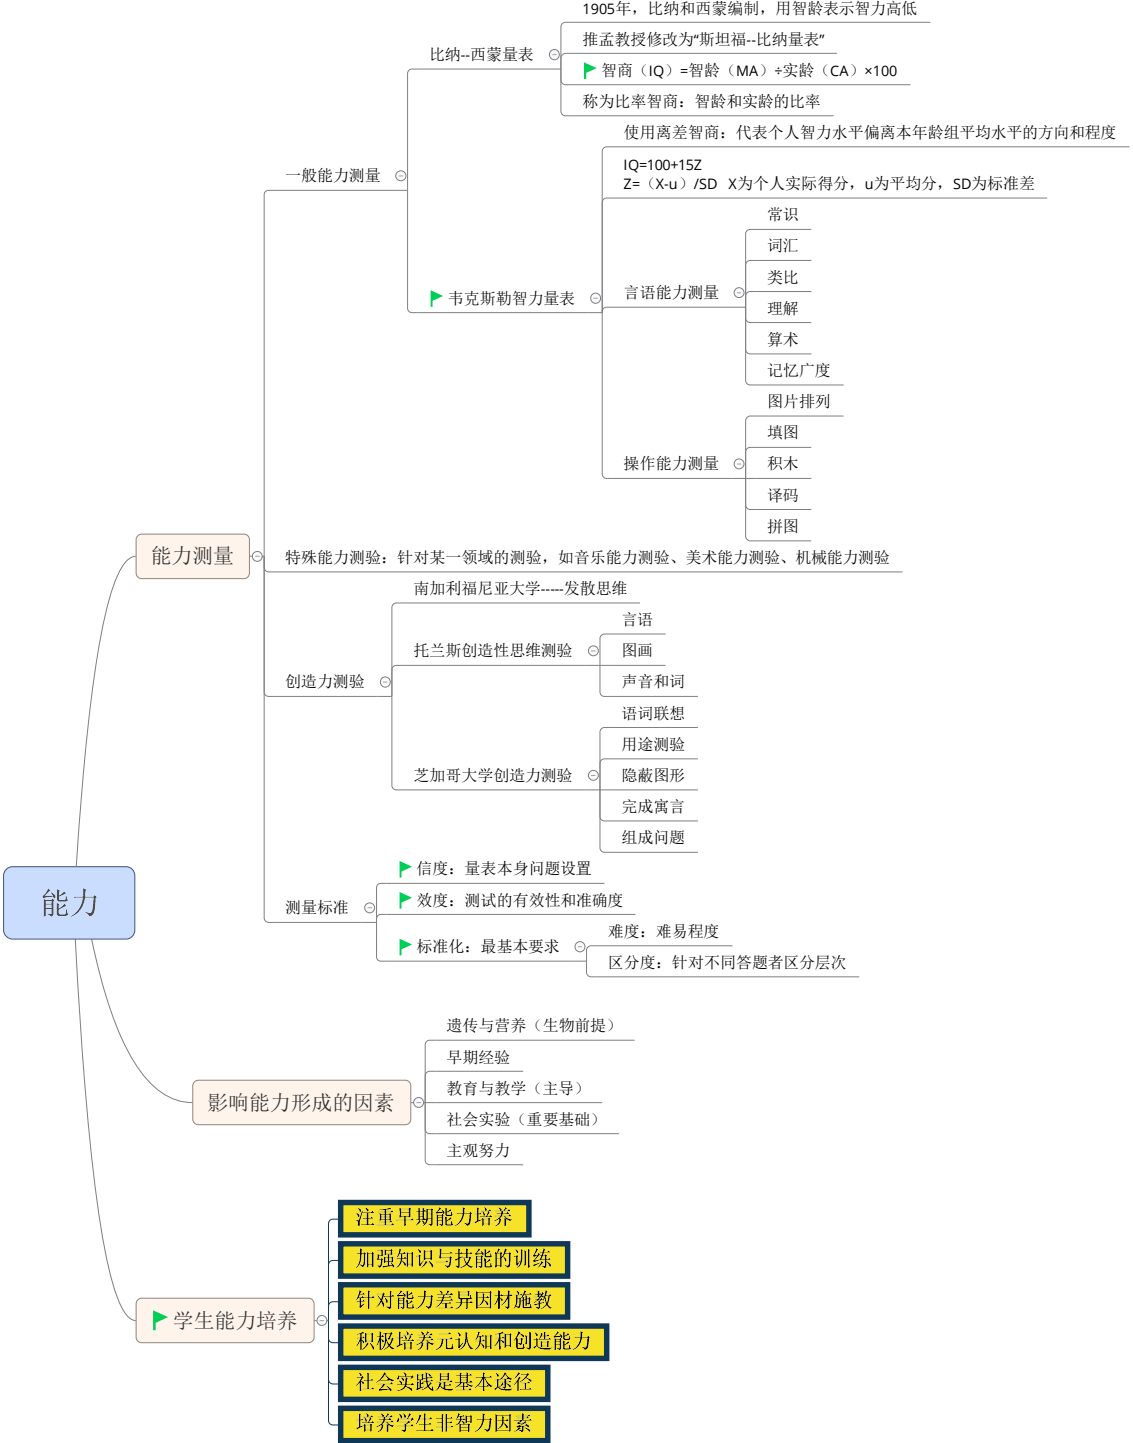 能力
能力测量
一般能力测量
比纳--西蒙量表
1905年，比纳和西蒙编制，用智龄表示智力高低
推孟教授修改为“斯坦福--比纳量表”
智商（IQ）=智龄（MA）÷实龄（CA）×100
称为比率智商：智龄和实龄的比率
韦克斯勒智力量表
使用离差智商：代表个人智力水平偏离本年龄组平均水平的方向和程度
IQ=100+15Z
Z=（X-u）/SD X为个人实际得分，u为平均分，SD为标准差
言语能力测量
常识
词汇
类比
理解
算术
记忆广度
操作能力测量
图片排列
填图
积木
译码
拼图
特殊能力测验：针对某一领域的测验，如音乐能力测验、美术能力测验、机械能力测验
创造力测验
南加利福尼亚大学-----发散思维
托兰斯创造性思维测验
言语
图画
声音和词
芝加哥大学创造力测验
语词联想
用途测验
隐蔽图形
完成寓言
组成问题
测量标准
信度：量表本身问题设置
效度：测试的有效性和准确度
标准化：最基本要求
难度：难易程度
区分度：针对不同答题者区分层次
影响能力形成的因素
遗传与营养（生物前提）
早期经验
教育与教学（主导）
社会实验（重要基础）
主观努力
学生能力培养
注重早期能力培养
加强知识与技能的训练
针对能力差异因材施教
积极培养元认知和创造能力
社会实践是基本途径
培养学生非智力因素